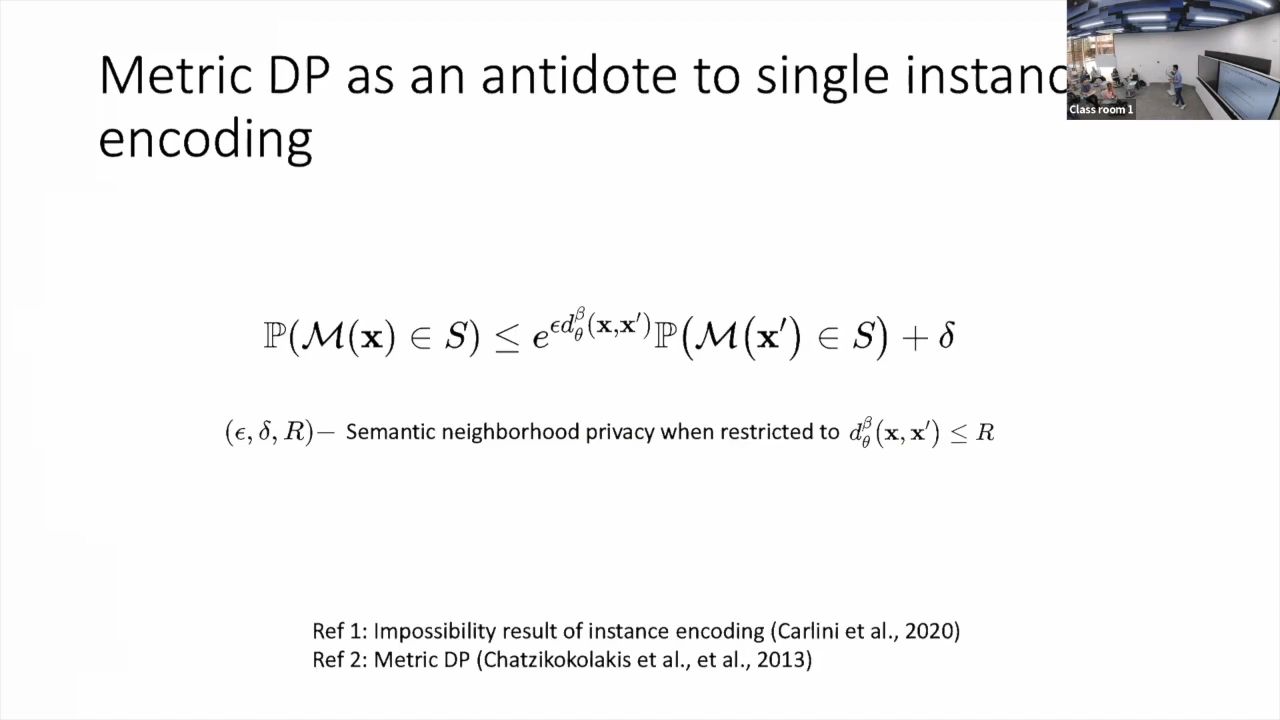 Metric DP as an antidote to single instanc
encoding
Class room 1
ℙ(ℳ(𝐱) ∈ S) ≤ e^{ϵd_θ^β(𝐱,𝐱′)}ℙ(ℳ(𝐱′) ∈ S) + δ
(ϵ, δ, R)− Semantic neighborhood privacy when restricted to d_θ^β(𝐱, 𝐱′) ≤ R
Ref 1: Impossibility result of instance encoding (Carlini et al., 2020)
Ref 2: Metric DP (Chatzikokolakis et al., et al., 2013)